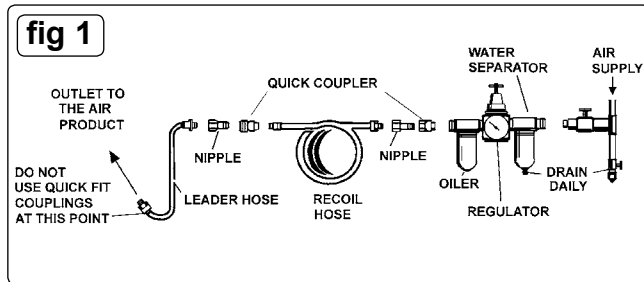 fig 1
OUTLET TO
THE AIR
PRODUCT
DO NOT
USE QUICK FIT
COUPLINGS
AT THIS POINT
LEADER HOSE
NIPPLE
QUICK COUPLER
RECOIL
HOSE
NIPPLE
OILER
REGULATOR
WATER
SEPARATOR
DRAIN
DAILY
AIR
SUPPLY